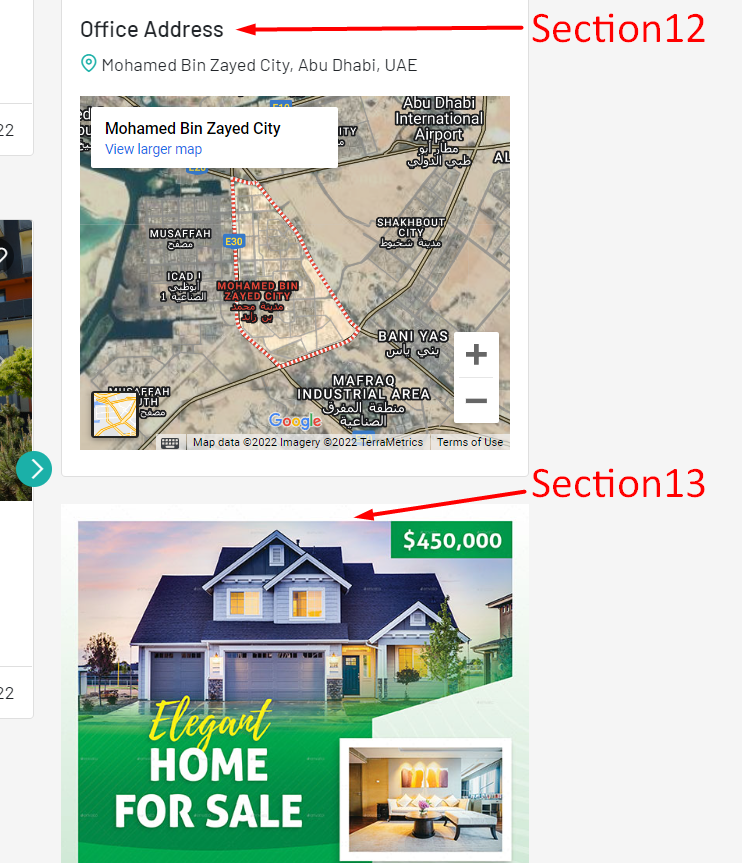 Office Address
Section12
Mohamed Bin Zayed City, Abu Dhabi, UAE
22
Mohamed Bin Zayed City
View larger map
Abu Dhabi
International
Airport
مطار أبو
ظبي الدولي
AL
E20
MUSAFFAH
مصفح
SHAKHBOUT
CITY
مدينة شخبوط
E30
ICAD I
أبوظبي
الصناعية 1
MOHAMED BIN
ZAYED CITY
مدينة محمد
بن زايد
BANI YAS
بني ياس
MAFRAQ
INDUSTRIAL AREA
منطقة المفرق
الصناعية
MUSAFFAH
مصفح
Google
Map data ©2022 Imagery ©2022 TerraMetrics
Terms of Use
Section13
$450,000
22
Elegant
HOME
FOR SALE